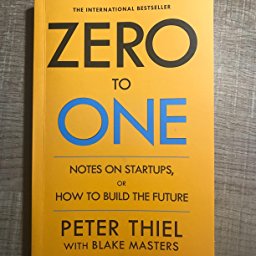 THE INTERNATIONAL BESTSELLER
ZERO
TO
ONE
NOTES ON STARTUPS,
OR
HOW TO BUILD THE FUTURE
PETER THIEL
WITH BLAKE MASTERS